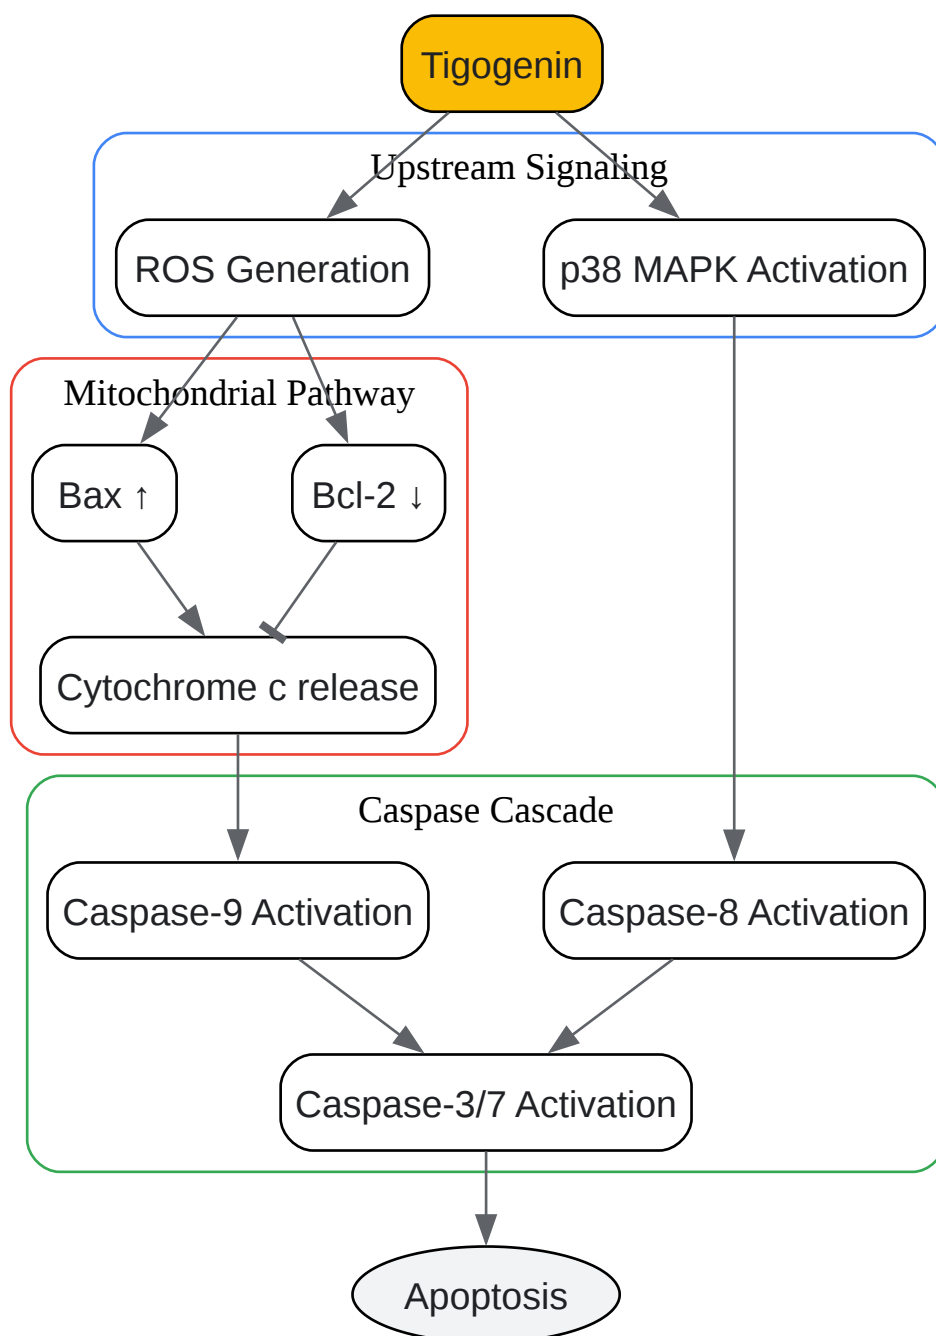 Tigogenin
Upstream Signaling
ROS Generation
p38 MAPK Activation
Mitochondrial Pathway
Bax ↑
Bcl-2 ↓
Cytochrome c release
Caspase Cascade
Caspase-9 Activation
Caspase-8 Activation
Caspase-3/7 Activation
Apoptosis